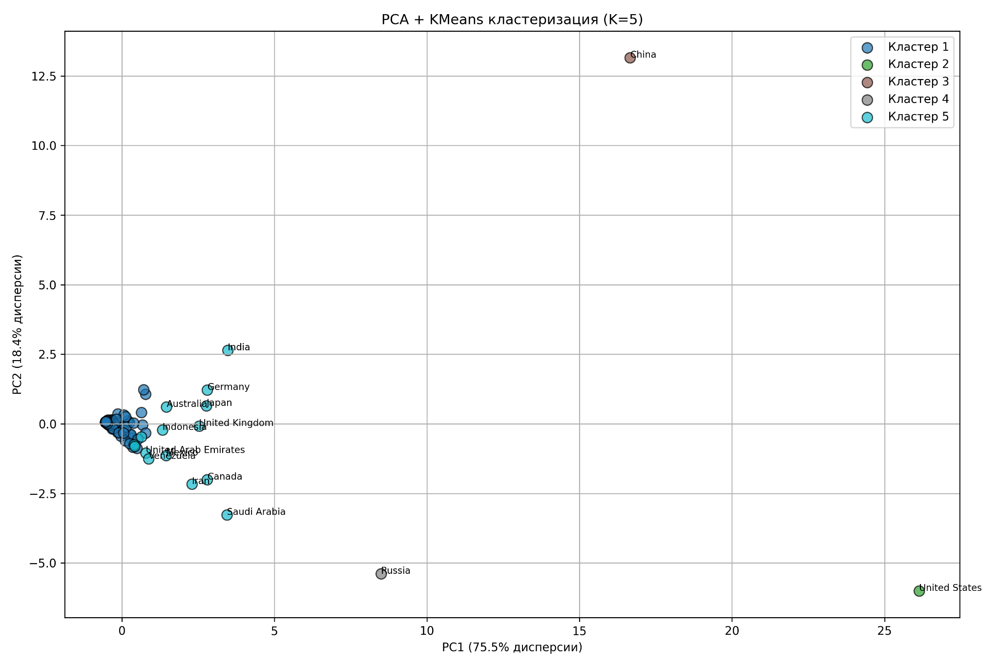 PCA + KMeans кластеризация (K=5)
China
Кластер 1
Кластер 2
Кластер 3
Кластер 4
Кластер 5
12.5
10.0
7.5
5.0
2.5
0.0
−2.5
−5.0
PC2 (18.4% дисперсии)
India
Germany
Australia
Japan
United Kingdom
Indonesia
United Arab Emirates
Mexico
Venezuela
Canada
Iran
Saudi Arabia
Russia
United States
0
5
10
15
20
25
PC1 (75.5% дисперсии)